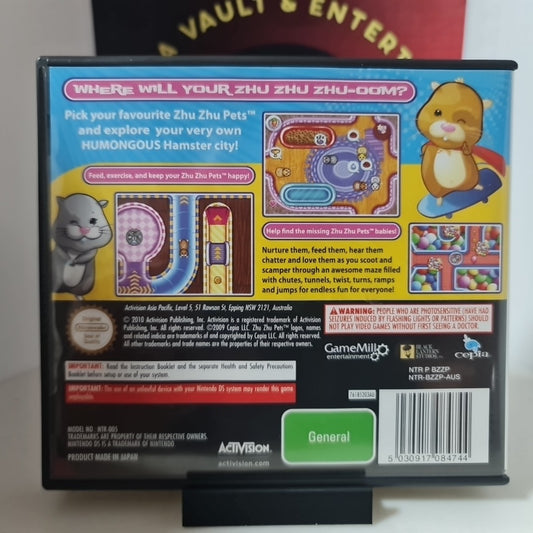 A VAULT & ENTERT
WHERE WILL YOUR ZHU ZHU ZHU-OOM?
Pick your favourite Zhu Zhu Pets™
and explore your very own
HUMONGOUS Hamster city!
Feed, exercise, and keep your Zhu Zhu Pets™ happy!
Help find the missing Zhu Zhu Pets™ babies!
Nurture them, feed them, hear them
chatter and love them as you scoot and
scamper through an awesome maze filled
with chutes, tunnels, twist, turns, ramps
and jumps for endless fun for everyone!
Activision Asia Pacific, Level 5, 51 Rawson St, Epping NSW 2121, Australia
© 2010 Activision Publishing, Inc. Activision is a registered trademark of Activision
Publishing, Inc. All rights reserved. ©2009 Cepia LLC. Zhu Zhu Pets™ logos, names
and related indicia are trademarks of and copyrighted by Cepia LLC. All rights reserved.
All other trademarks and trade names are the properties of their respective owners.
Original
Nintendo
Seal of
Quality
WARNING: PEOPLE WHO ARE PHOTOSENSITIVE (HAVE HAD
SEIZURES INDUCED BY FLASHING LIGHTS OR PATTERNS) SHOULD
NOT PLAY VIDEO GAMES WITHOUT FIRST SEEING A DOCTOR.
GameMill
entertainment
BLACK
LANTERN
STUDIOS
cepia
NTR P BZZP
NTR-BZZP-AUS
IMPORTANT: Read the Instruction Booklet and the separate Health and Safety Precautions
Booklet before setup or use of your system.
IMPORTANT: The use of an unlawful device with your Nintendo DS system may render this game
unplayable.
MODEL NO: NTR-005
TRADEMARKS ARE PROPERTY OF THEIR RESPECTIVE OWNERS.
NINTENDO DS IS A TRADEMARK OF NINTENDO.
PRODUCT MADE IN JAPAN
ACTIVISION
activision.com
General
5 030917 084744